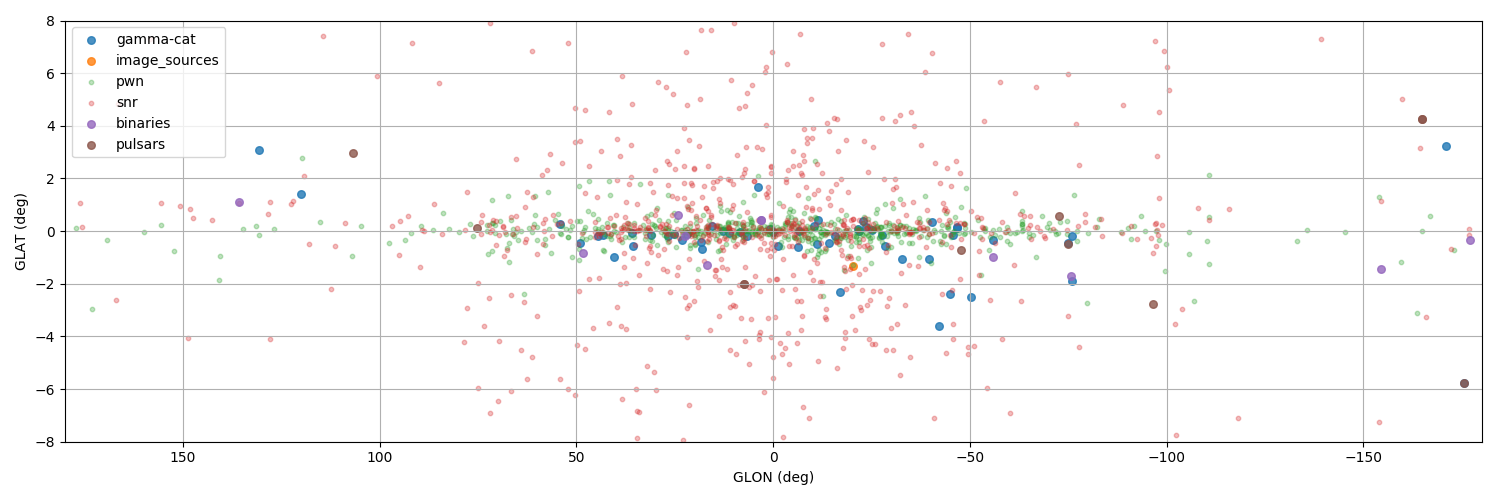 8
6
4
2
0
−2
−4
−6
−8
GLAT (deg)
gamma-cat
image_sources
pwn
snr
binaries
pulsars
150
100
50
0
−50
−100
−150
GLON (deg)